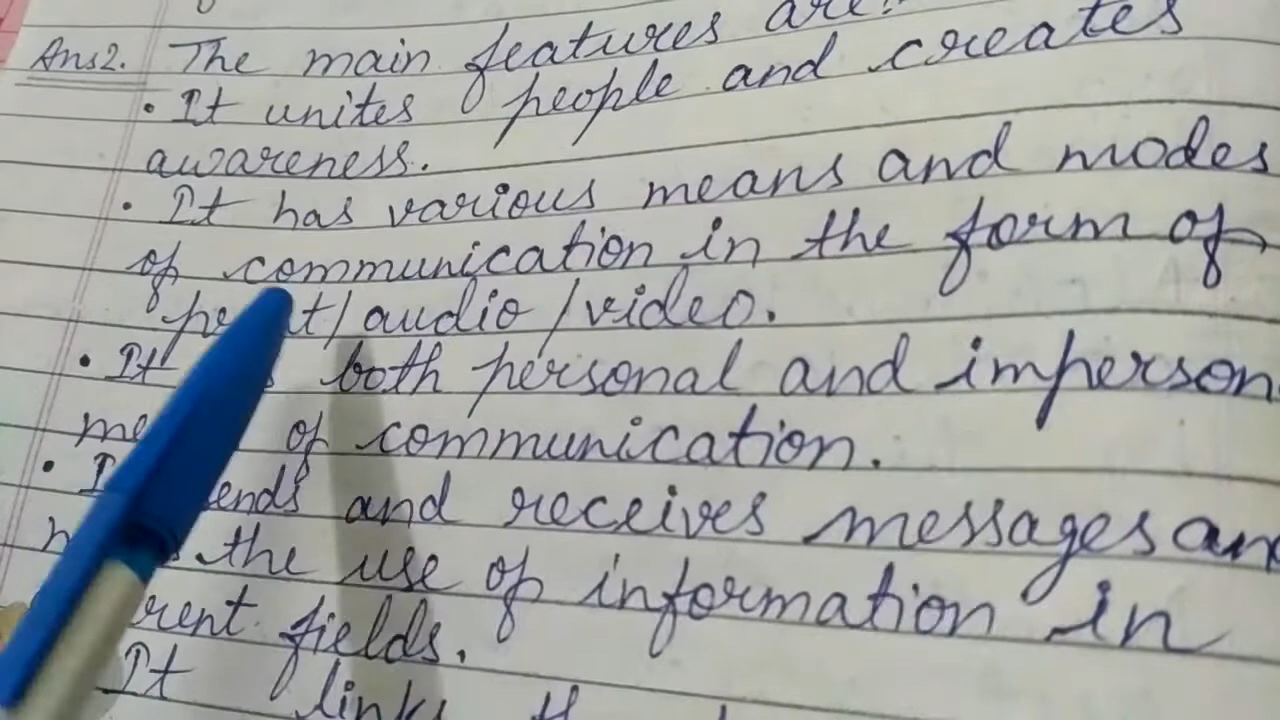 Ans2. The main features are:
• It unites people and creates
awareness.
• It has various means and modes
of communication in the form of
/audio/video.
• It both personal and imperson
of communication.
• and receives messages an
the use of information in
fields.
It links